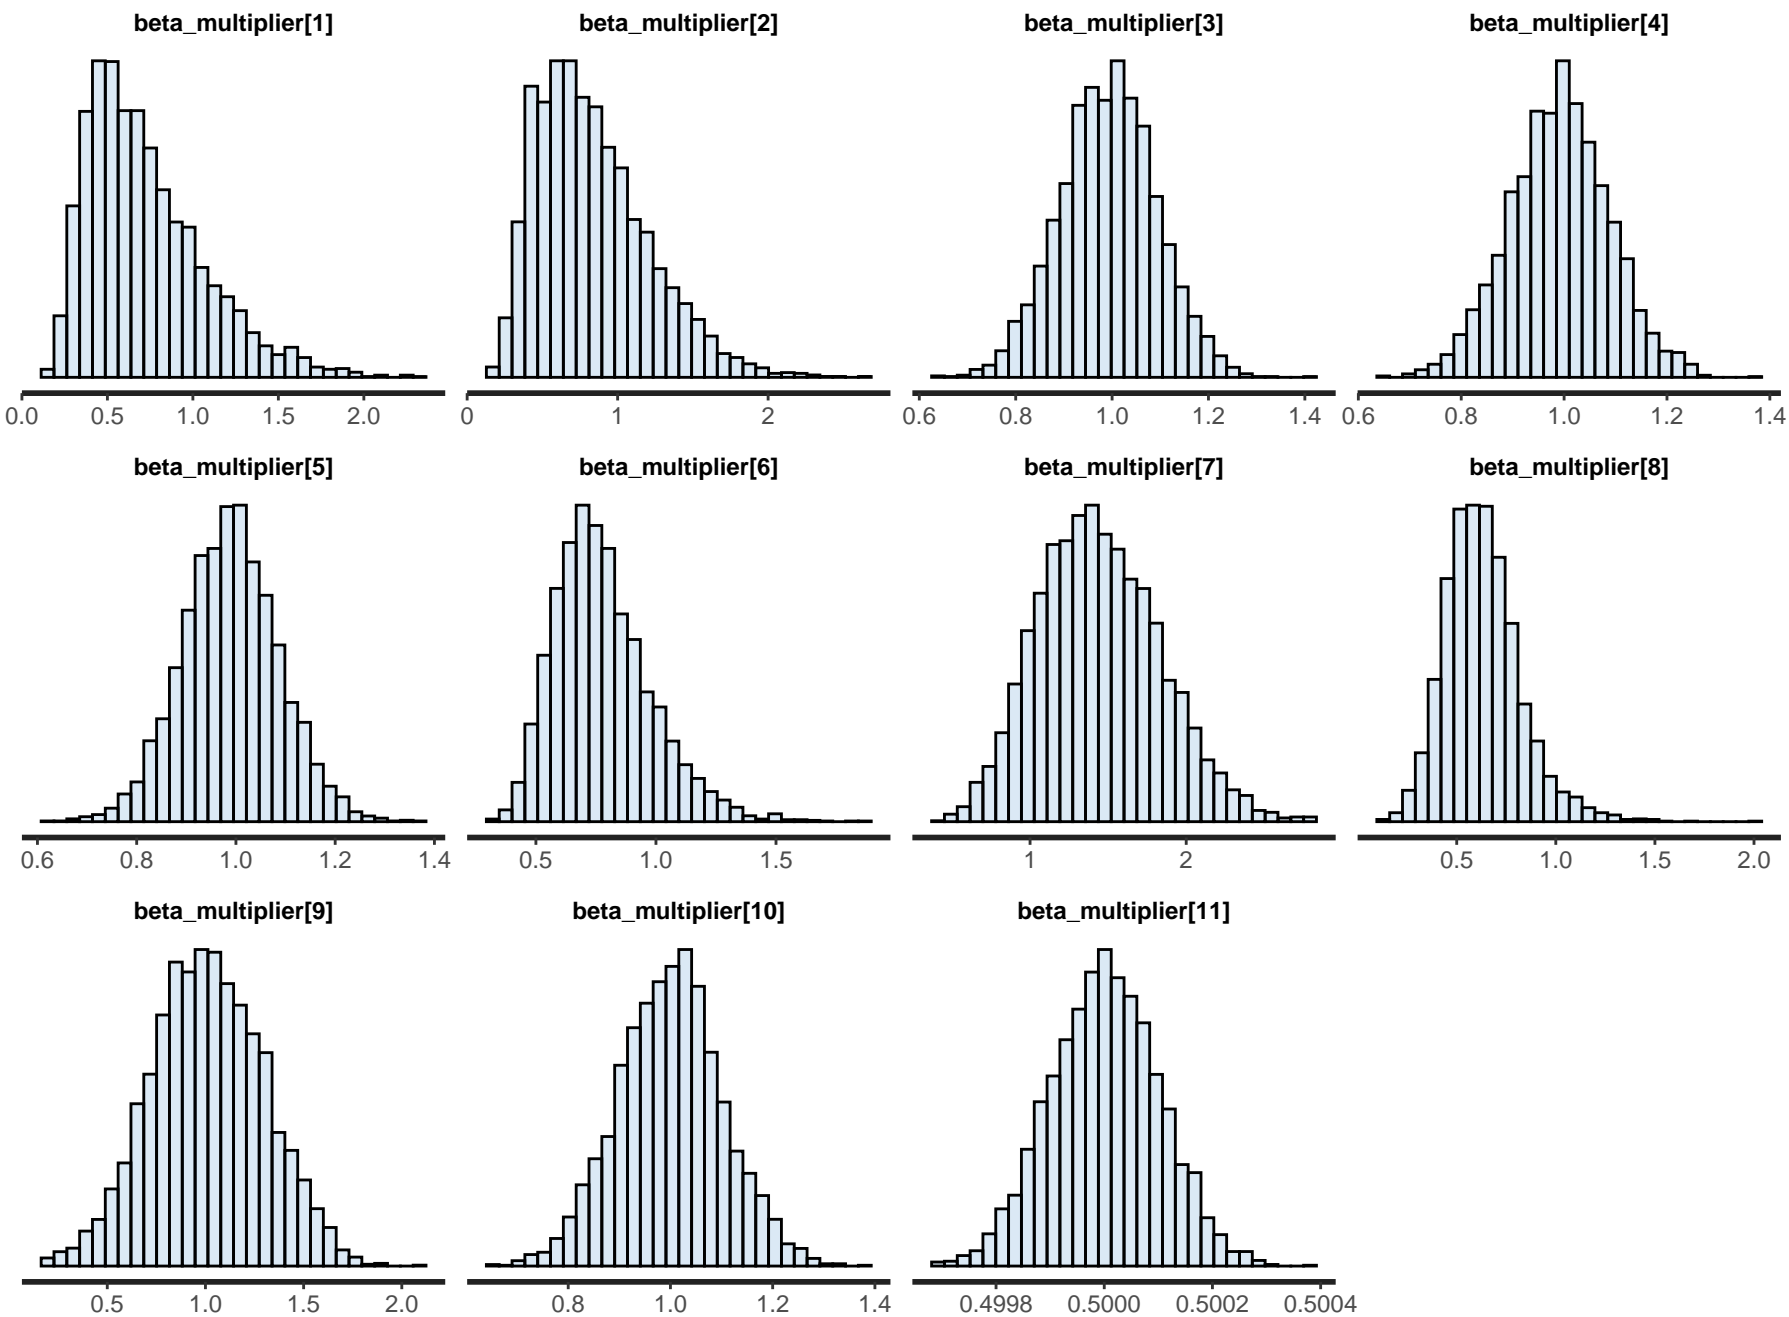 beta_multiplier[1] beta_multiplier[2] beta_multiplier[3] beta_multiplier[4]
0.0 0.5 1.0 1.5 2.0 0 1 2 0.6 0.8 1.0 1.2 1.4 0.6 0.8 1.0 1.2 1.4
beta_multiplier[5] beta_multiplier[6] beta_multiplier[7] beta_multiplier[8]
0.6 0.8 1.0 1.2 1.4 0.5 1.0 1.5 1 2 0.5 1.0 1.5 2.0
beta_multiplier[9] beta_multiplier[10] beta_multiplier[11]
0.5 1.0 1.5 2.0 0.8 1.0 1.2 1.4 0.4998 0.5000 0.5002 0.5004